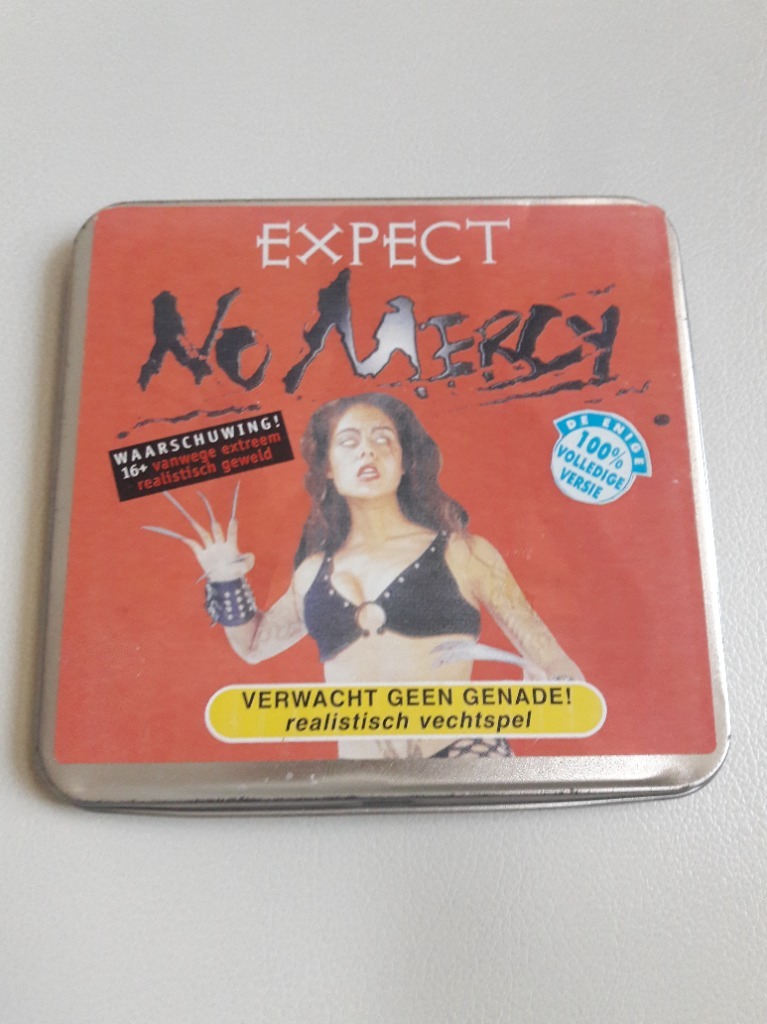 EXPECT
NO MERCY
WAARSCHUWING!
16+ vanwege extreem
realistisch geweld
DE ENIGE
100%
VOLLEDIGE
VERSIE
VERWACHT GEEN GENADE!
realistisch vechtspel